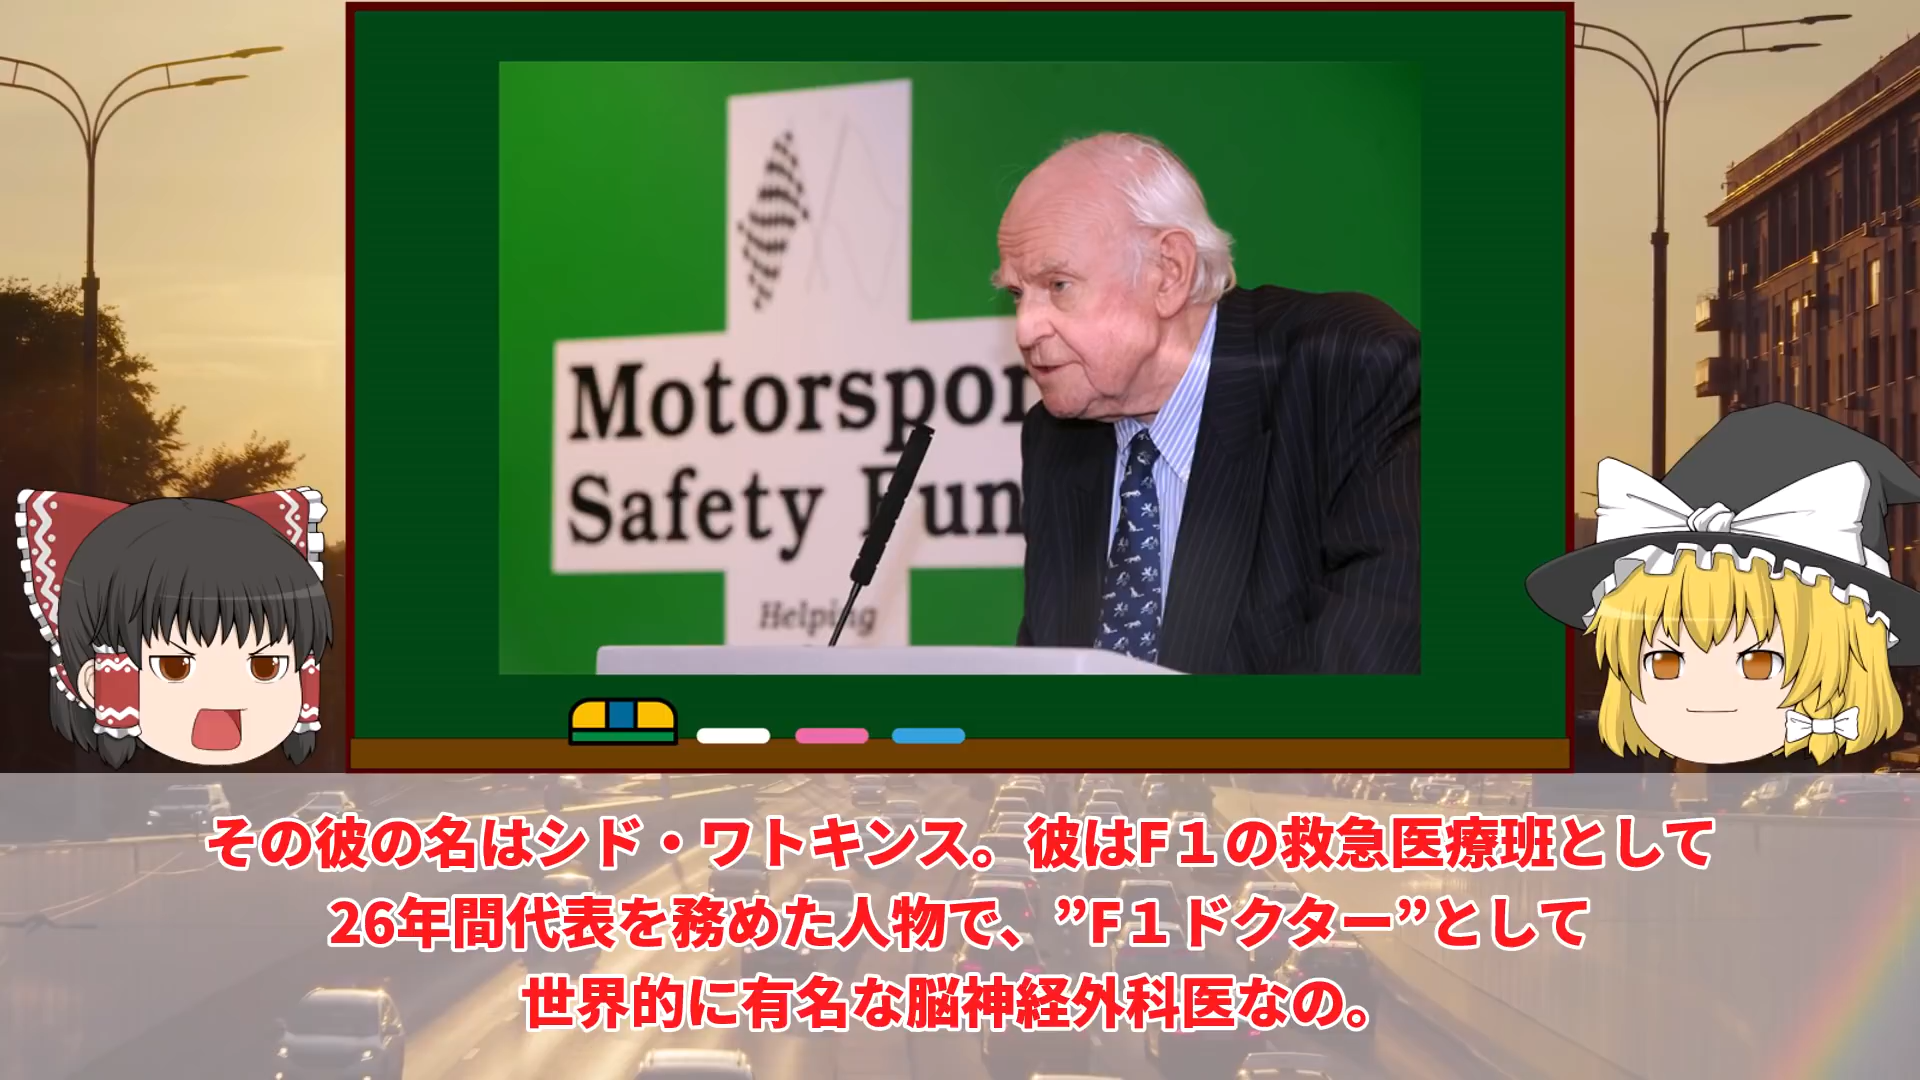 Motorspor
Safety Fun
Helping
その彼の名はシド・ワトキンス。彼はF１の救急医療班として
26年間代表を務めた人物で、”F１ドクター”として
世界的に有名な脳神経外科医なの。